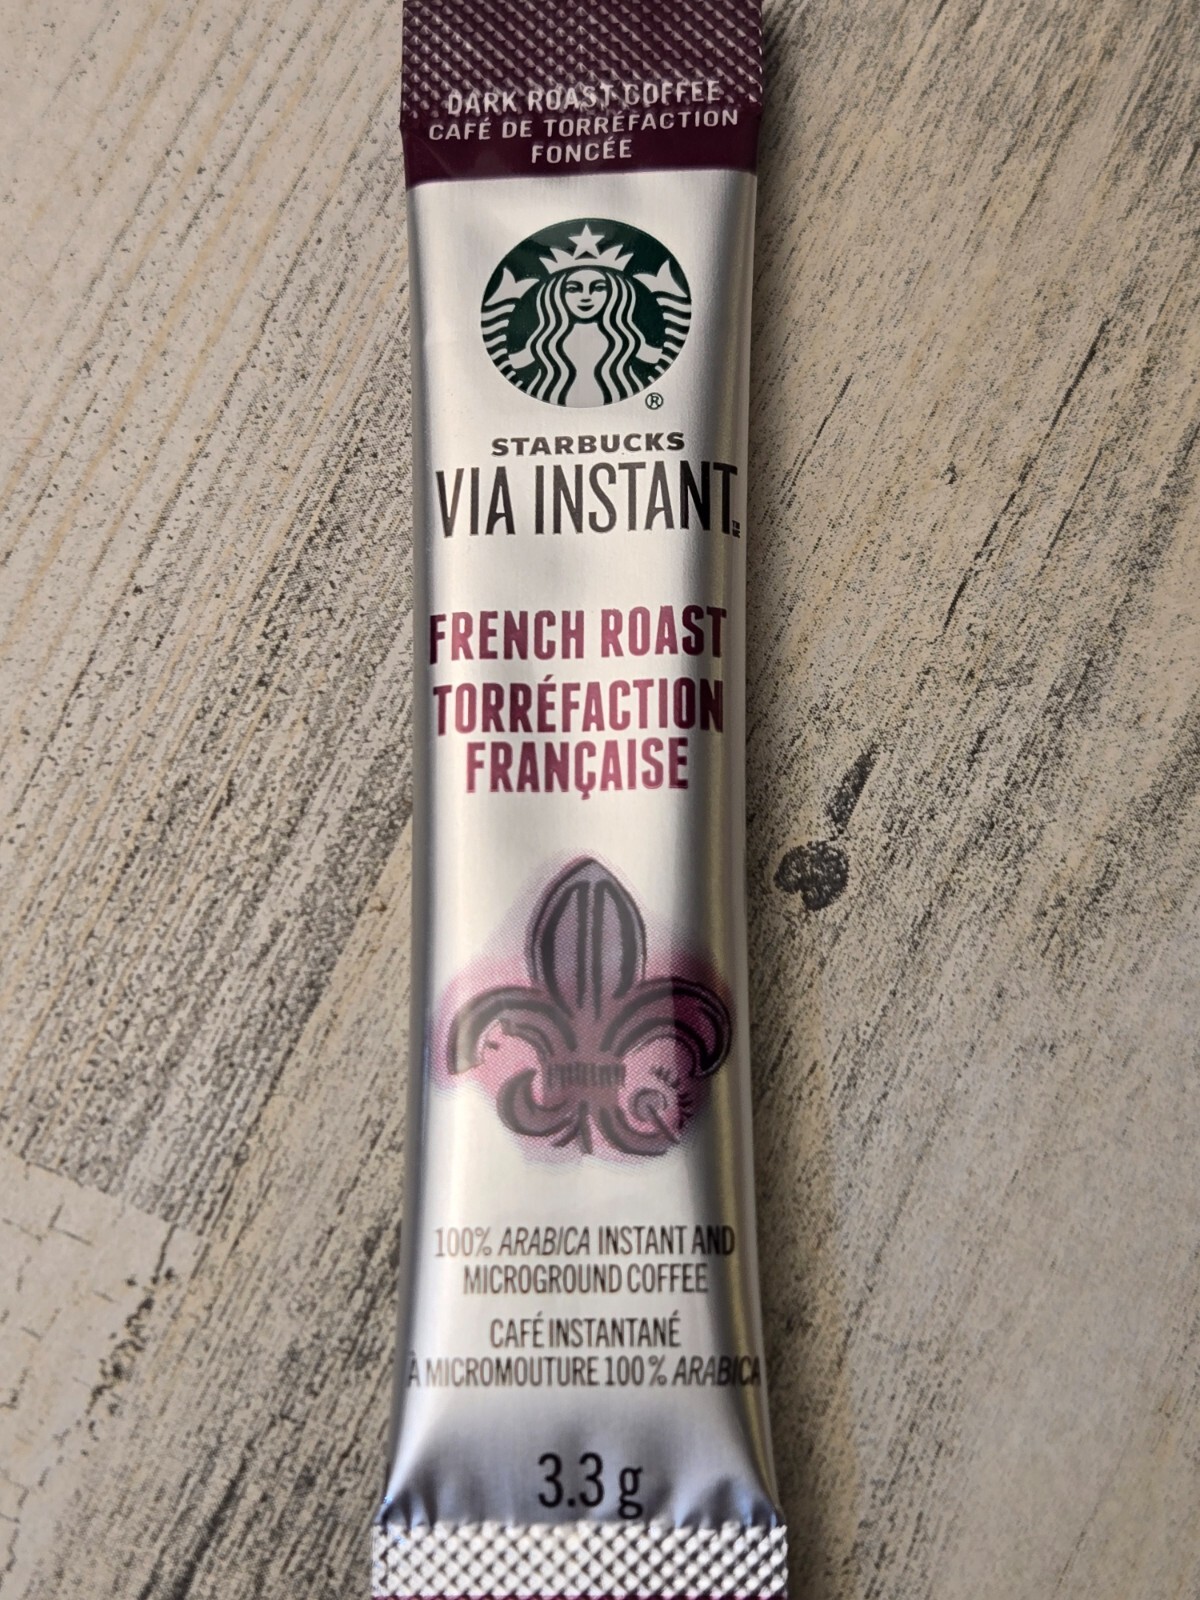 DARK ROAST COFFEE
CAFÉ DE TORRÉFACTION
FONCÉE
®
STARBUCKS
VIA INSTANT
FRENCH ROAST
TORRÉFACTION
FRANÇAISE
100% ARABICA INSTANT AND
MICROGROUND COFFEE
CAFÉ INSTANTANÉ
À MICROMOUTURE 100 % ARABICA
3.3 g